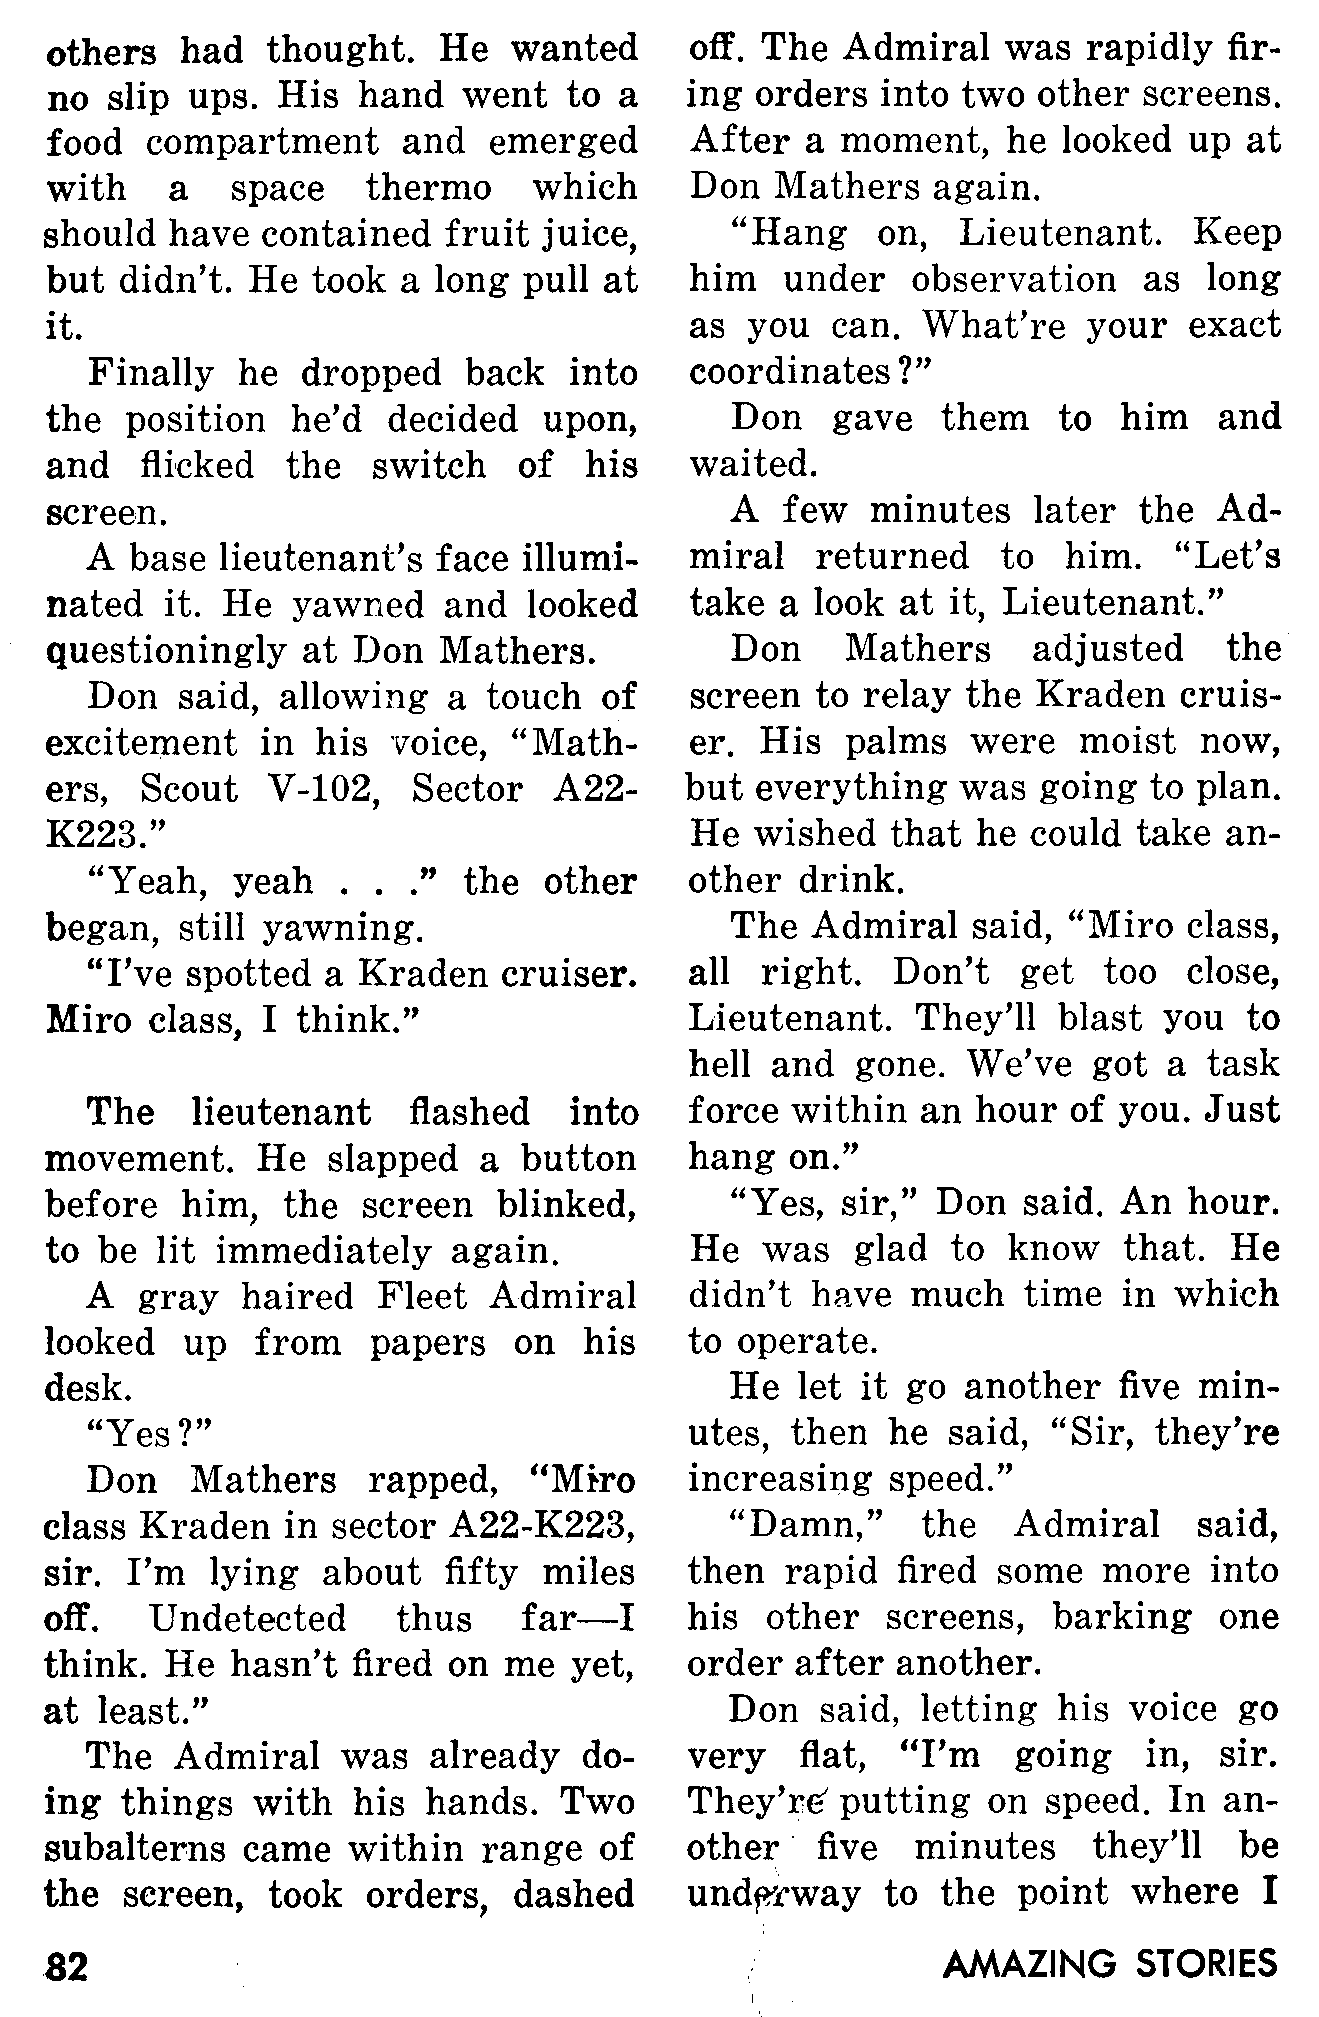 others had thought. He wanted
no slip ups. His hand went to a
food compartment and emerged
with a space thermo which
should have contained fruit juice,
but didn't. He took a long pull at
it.
Finally he dropped back into
the position he'd decided upon,
and flicked the switch of his
screen.
A base lieutenant's face illumi-
nated it. He yawned and looked
questioningly at Don Mathers.
Don said, allowing a touch of
excitement in his voice, "Math-
ers, Scout V-102, Sector A22-
K223."
"Yeah, yeah . . ." the other
began, still yawning.
"I've spotted a Kraden cruiser.
Miro class, I think."
The lieutenant flashed into
movement. He slapped a button
before him, the screen blinked,
to be lit immediately again.
A gray haired Fleet Admiral
looked up from papers on his
desk.
"Yes?"
Don Mathers rapped, "Miro
class Kraden in sector A22-K223,
sir. I'm lying about fifty miles
off. Undetected thus far—I
think. He hasn't fired on me yet,
at least."
The Admiral was already do-
ing things with his hands. Two
subalterns came within range of
the screen, took orders, dashed
off. The Admiral was rapidly fir-
ing orders into two other screens.
After a moment, he looked up at
Don Mathers again.
"Hang on, Lieutenant. Keep
him under observation as long
as you can. What're your exact
coordinates?"
Don gave them to him and
waited.
A few minutes later the Ad-
miral returned to him. "Let's
take a look at it, Lieutenant."
Don Mathers adjusted the
screen to relay the Kraden cruis-
er. His palms were moist now,
but everything was going to plan.
He wished that he could take an-
other drink.
The Admiral said, "Miro class,
all right. Don't get too close,
Lieutenant. They'll blast you to
hell and gone. We've got a task
force within an hour of you. Just
hang on."
"Yes, sir," Don said. An hour.
He was glad to know that. He
didn't have much time in which
to operate.
He let it go another five min-
utes, then he said, "Sir, they're
increasing speed."
"Damn," the Admiral said,
then rapid fired some more into
his other screens, barking one
order after another.
Don said, letting his voice go
very flat, "I'm going in, sir.
They're putting on speed. In an-
other five minutes they'll be
underway to the point where I
82 AMAZING STORIES